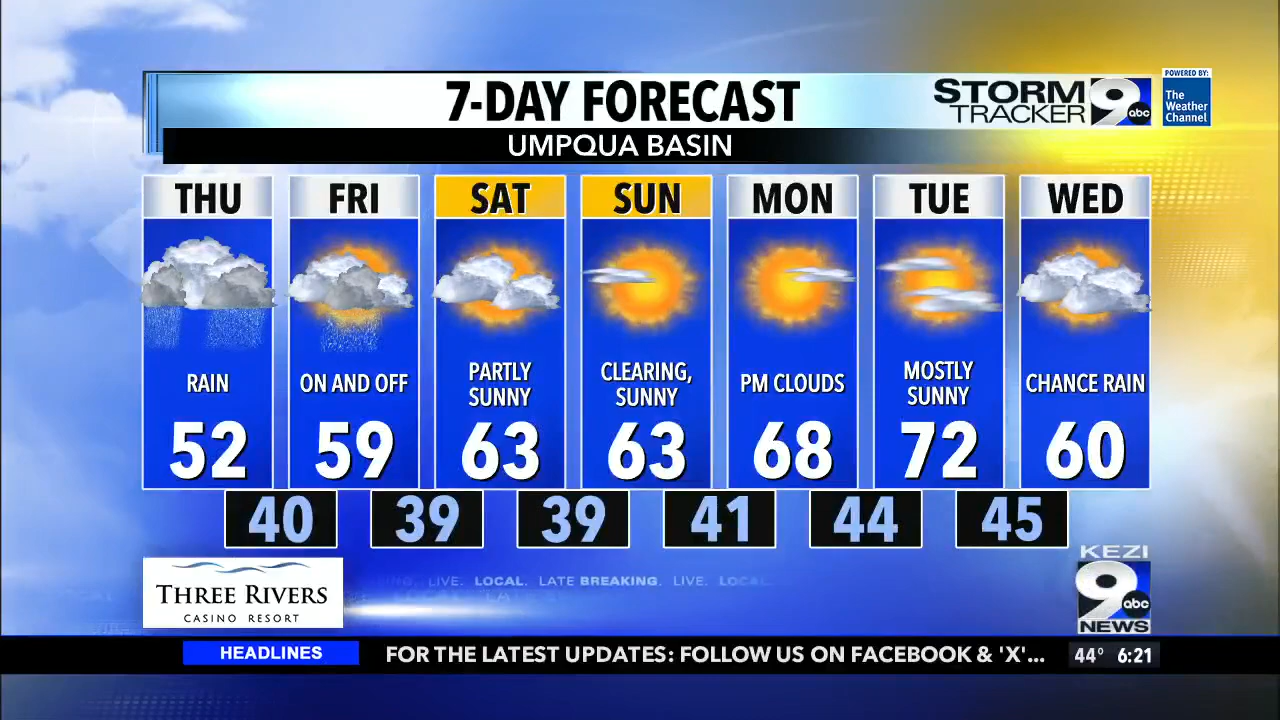 7-DAY FORECAST
UMPQUA BASIN
STORM
TRACKER
9
abc
POWERED BY:
The
Weather
Channel
THU
FRI
SAT
SUN
MON
TUE
WED
RAIN
ON AND OFF
PARTLY
SUNNY
CLEARING,
SUNNY
PM CLOUDS
MOSTLY
SUNNY
CHANCE RAIN
52
59
63
63
68
72
60
40
39
39
41
44
45
THREE RIVERS
CASINO RESORT
LIVE. LOCAL. LATE BREAKING. LIVE.
KEZI
9
abc
NEWS
HEADLINES
FOR THE LATEST UPDATES: FOLLOW US ON FACEBOOK & 'X'...
44° 6:21